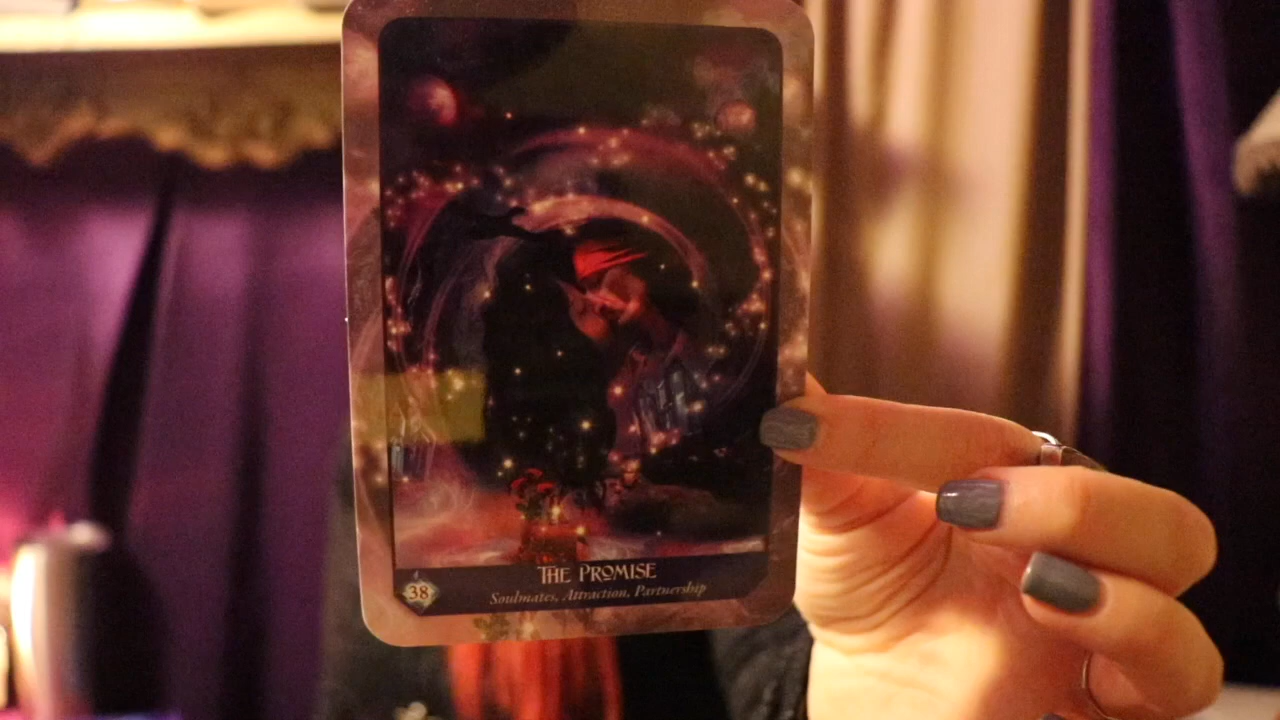 THE PROMISE
38
Soulmates, Attraction, Partnership